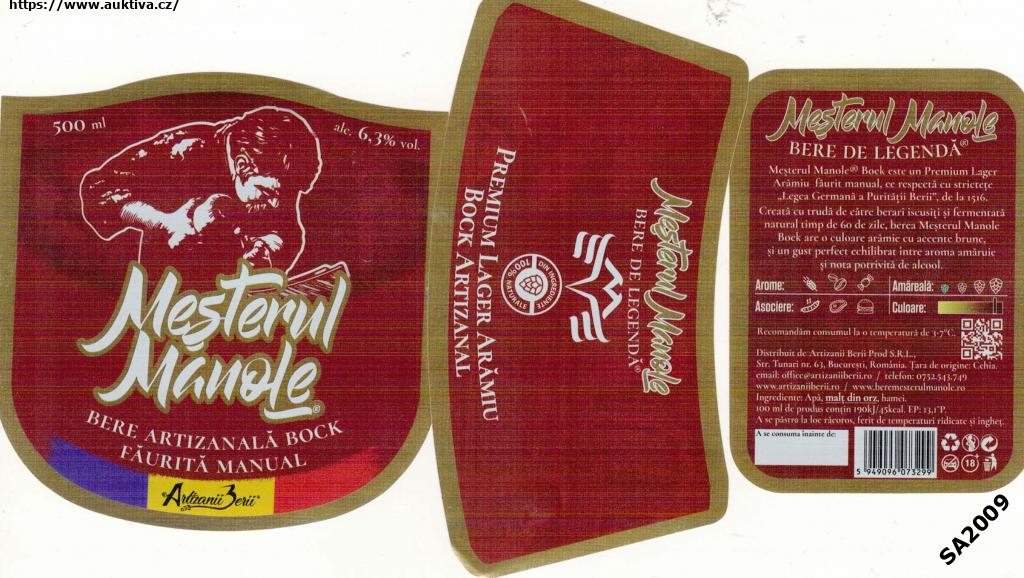 https://www.auktiva.cz/
500 ml
alc. 6,3% vol.
Meșterul
Manole®
BERE ARTIZANALĂ BOCK
FĂURITĂ MANUAL
Artizanii Berii
PREMIUM LAGER ARĂMIU
BOCK ARTIZANAL
100%
DIN INGREDIENTE
NATURALE
Meșterul Manole
BERE DE LEGENDĂ®
Meșterul Manole
BERE DE LEGENDĂ®
Meșterul Manole® Bock este un Premium Lager
Arămiu făurit manual, ce respectă cu strictețe
„Legea Germană a Purității Berii”, de la 1516.
Creată cu trudă de către berari iscusiți și fermentată
natural timp de 60 de zile, berea Meșterul Manole
Bock are o culoare arămie cu accente brune,
și un gust perfect echilibrat între aroma amăruie
și nota potrivită de alcool.
Arome:
Amăreală:
Asociere:
Culoare:
Recomandăm consumul la o temperatură de 3-7°C.
Distribuit de Artizanii Berii Prod S.R.L.,
Str. Tunari nr. 63, București, România. Țara de origine: Cehia.
email: office@artizaniiberii.ro / telefon: 0752.543.749
www.artizaniiberii.ro / www.beremesterulmanole.ro
Ingrediente: Apă, malț din orz, hamei.
100 ml de produs conțin 190kJ/45kcal. EP: 13,1°P.
A se păstra la loc răcoros, ferit de temperaturi ridicate și îngheț.
A se consuma înainte de:
5 949096 073299
18+
SA2009